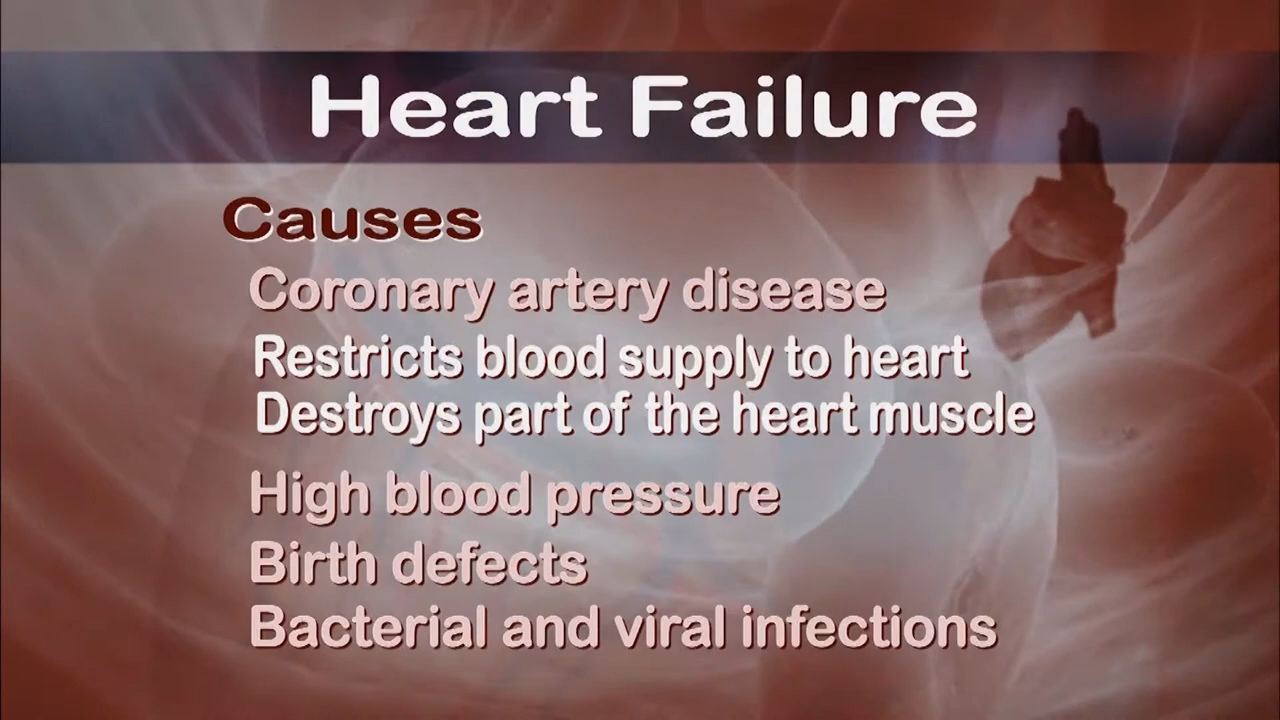 Heart Failure
Causes
Coronary artery disease
Restricts blood supply to heart
Destroys part of the heart muscle
High blood pressure
Birth defects
Bacterial and viral infections